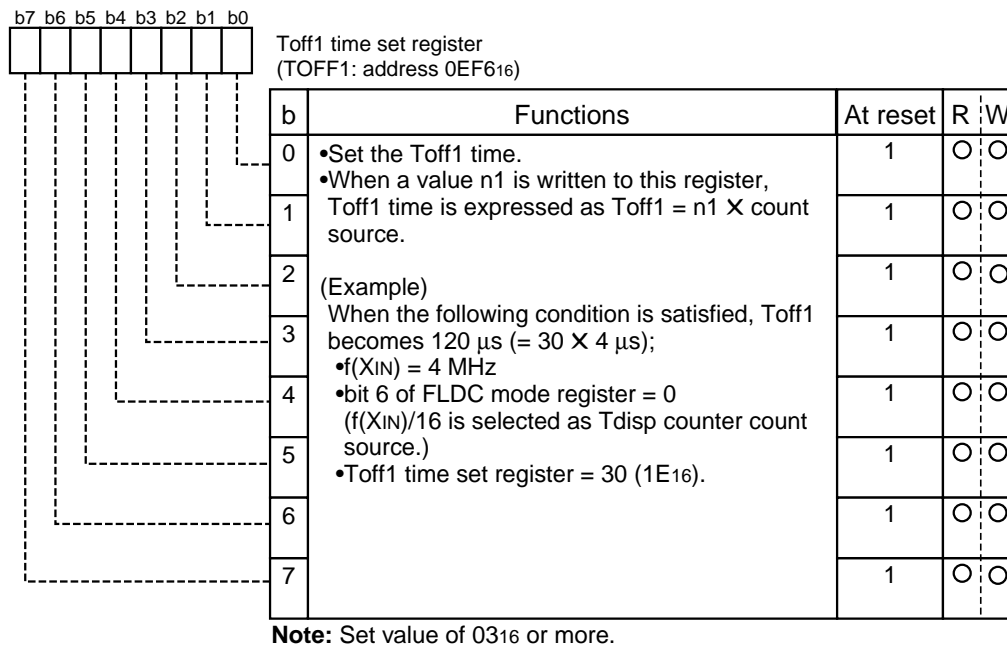 b7 b6 b5 b4 b3 b2 b1 b0
Toff1 time set register
(TOFF1: address 0EF616)
b Functions At reset R W
0 •Set the Toff1 time. 1 O O
•When a value n1 is written to this register,
1 Toff1 time is expressed as Toff1 = n1 X count 1 O O
source.
2 (Example) 1 O O
When the following condition is satisfied, Toff1
3 becomes 120 μs (= 30 X 4 μs); 1 O O
•f(XIN) = 4 MHz
4 •bit 6 of FLDC mode register = 0 1 O O
(f(XIN)/16 is selected as Tdisp counter count
5 source.) 1 O O
•Toff1 time set register = 30 (1E16).
6 1 O O
7 1 O O
Note: Set value of 0316 or more.